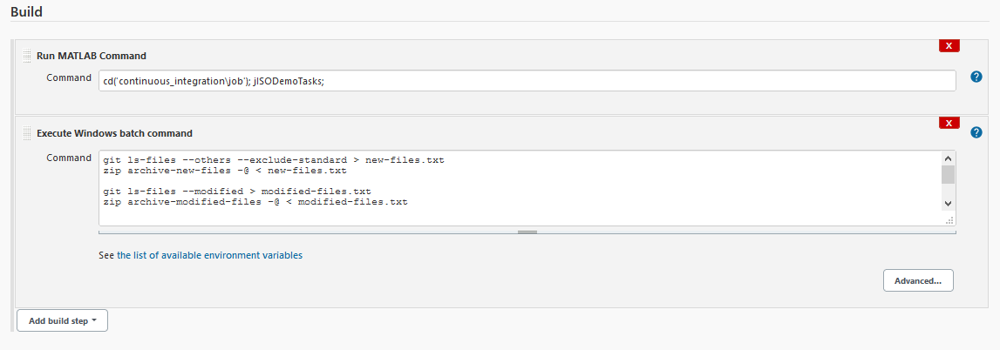 Build
X
Run MATLAB Command
Command
cd('continuous_integration\job'); jISODemoTasks;
?
X
Execute Windows batch command
?
Command
git ls-files --others --exclude-standard > new-files.txt
zip archive-new-files -@ < new-files.txt
git ls-files --modified > modified-files.txt
zip archive-modified-files -@ < modified-files.txt
See the list of available environment variables
Advanced...
Add build step